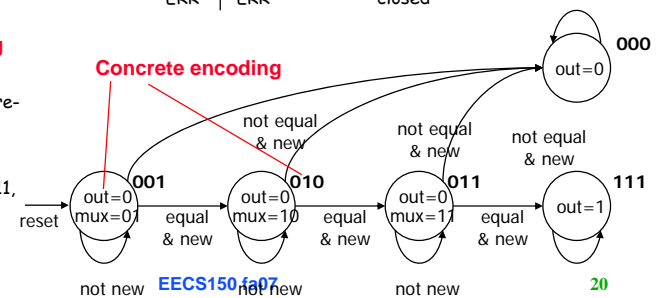 ERR ERR closed
000
g
Concrete encoding
out=0
re-
not equal
& new
not equal
& new
not equal
& new
001
010
011
111
1,
out=0
mux=01
out=0
mux=10
out=0
mux=11
out=1
reset
equal
& new
equal
& new
equal
& new
not new
EECS150 fa07
not new
not new
20